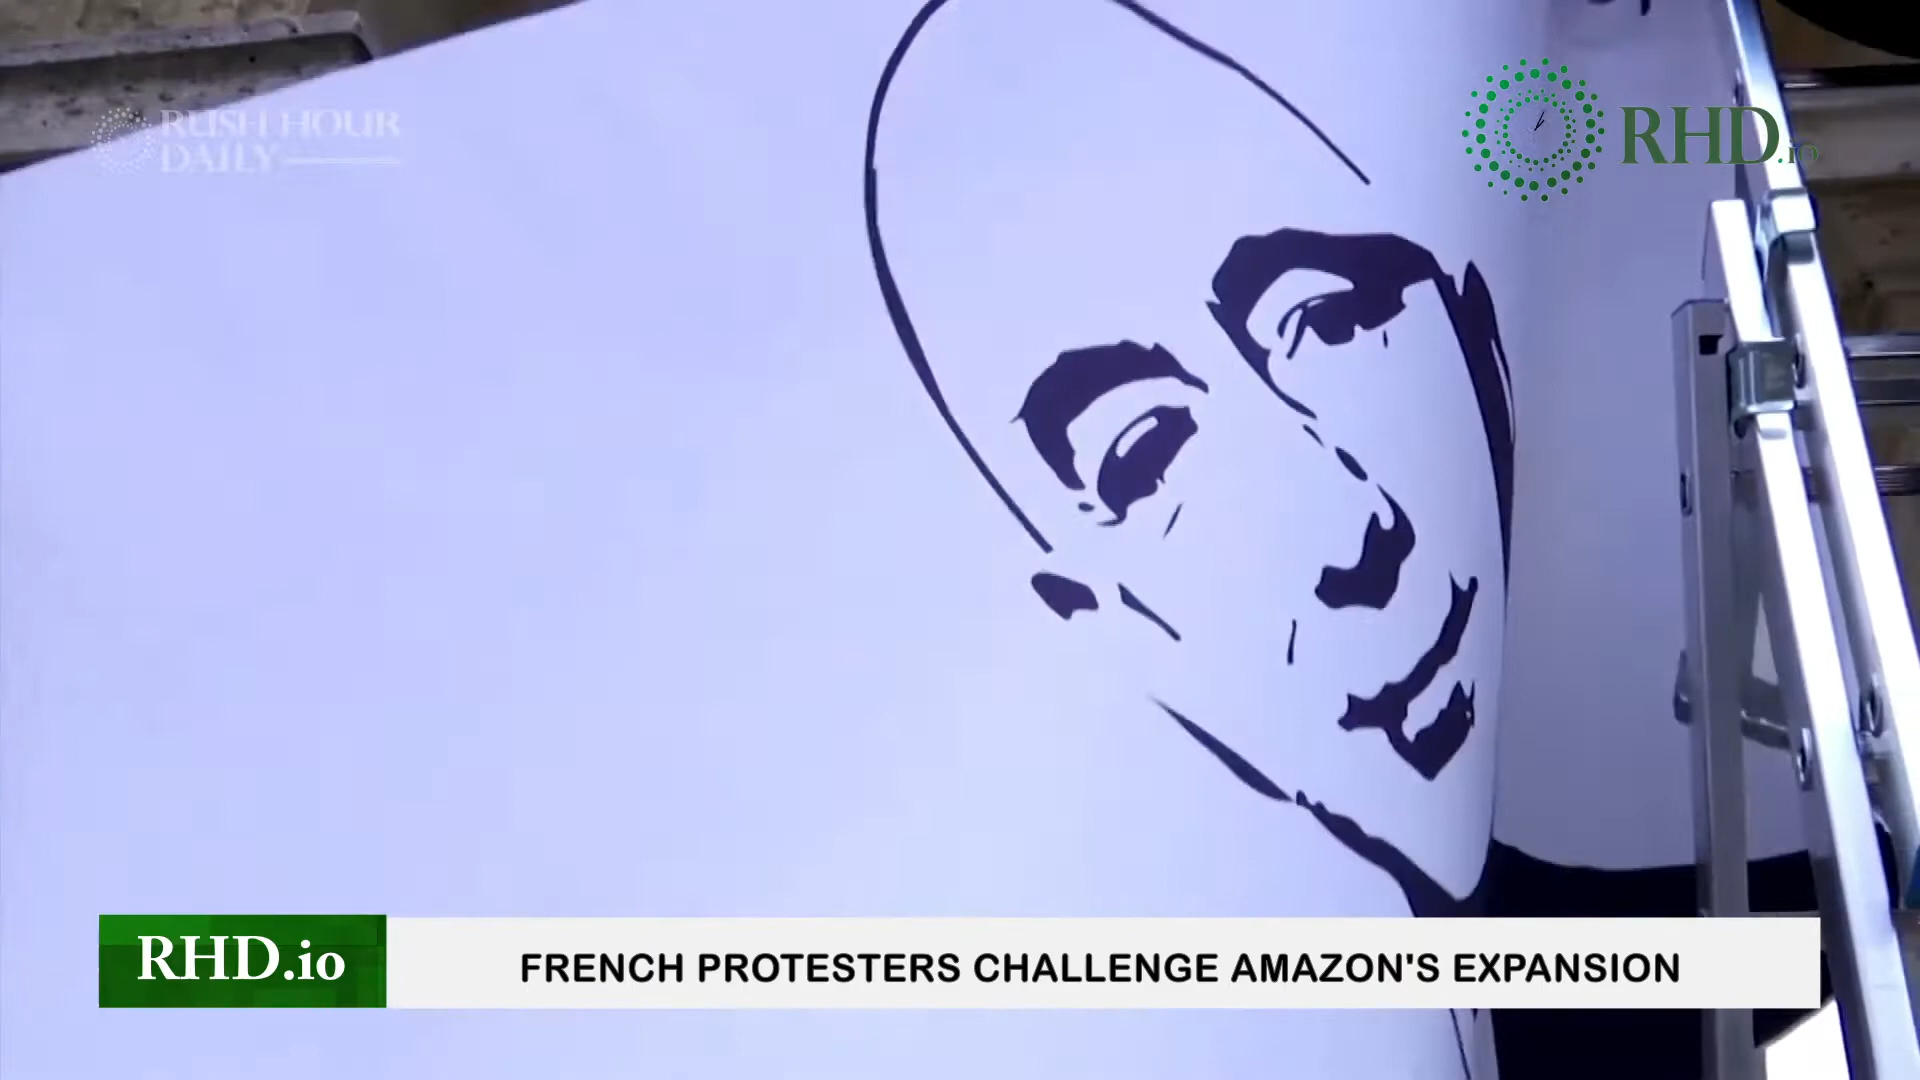 RUSH HOUR
DAILY
RHD.io
RHD.io
FRENCH PROTESTERS CHALLENGE AMAZON'S EXPANSION